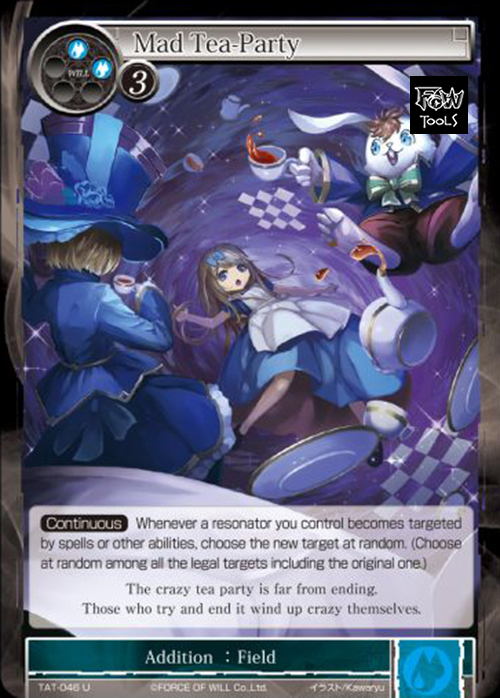 Mad Tea-Party
WILL
3
FOW
TOOLS
Continuous Whenever a resonator you control becomes targeted
by spells or other abilities, choose the new target at random. (Choose
at random among all the legal targets including the original one.)
The crazy tea party is far from ending.
Those who try and end it wind up crazy themselves.
Addition : Field
TAT-046 U ©FORCE OF WILL Co.,Ltd. イラスト/Kawaryu